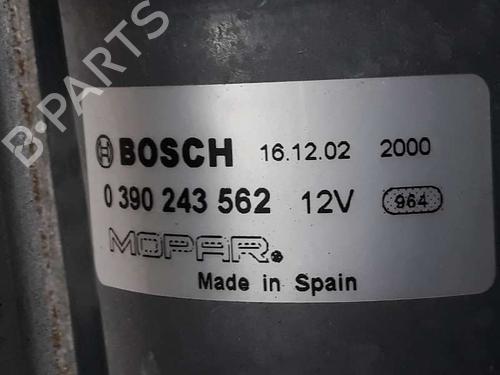 B-PARTS
BOSCH 16.12.02 2000
0 390 243 562 12V 964
MOPAR.
Made in Spain